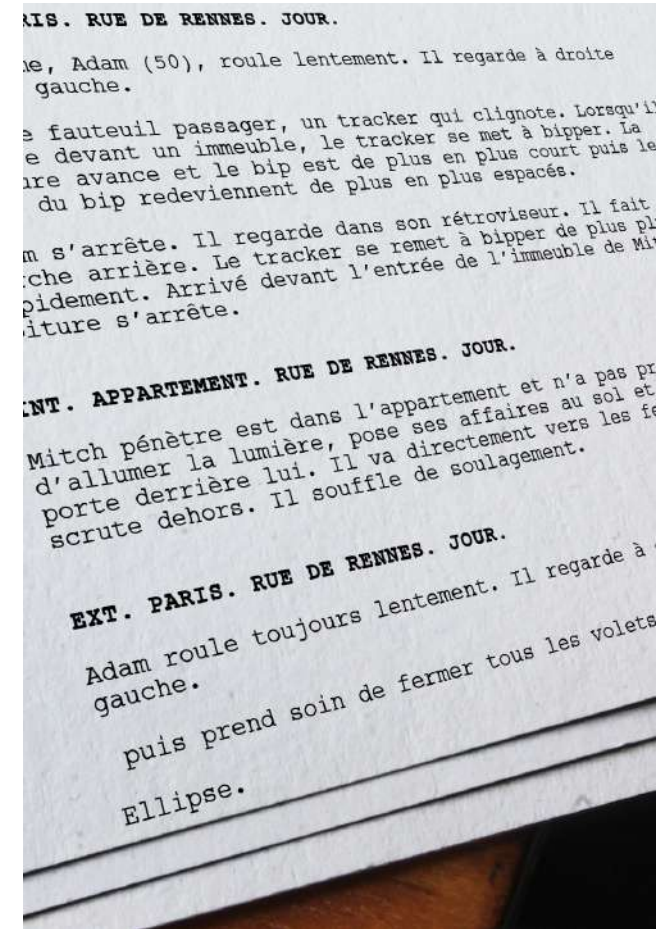 RIS. RUE DE RENNES. JOUR.
ne, Adam (50), roule lentement. Il regarde à droite
gauche.
e fauteuil passager, un tracker qui clignote. Lorsqu'il
e devant un immeuble, le tracker se met à bipper. La
ure avance et le bip est de plus en plus court puis le
du bip redeviennent de plus en plus espacés.
m s'arrête. Il regarde dans son rétroviseur. Il fait
che arrière. Le tracker se remet à bipper de plus pl
pidement. Arrivé devant l'entrée de l'immeuble de Mit
iture s'arrête.
INT. APPARTEMENT. RUE DE RENNES. JOUR.
Mitch pénètre est dans l'appartement et n'a pas pr
d'allumer la lumière, pose ses affaires au sol et
porte derrière lui. Il va directement vers les fe
scrute dehors. Il souffle de soulagement.
EXT. PARIS. RUE DE RENNES. JOUR.
Adam roule toujours lentement. Il regarde à
gauche.
puis prend soin de fermer tous les volets
Ellipse.